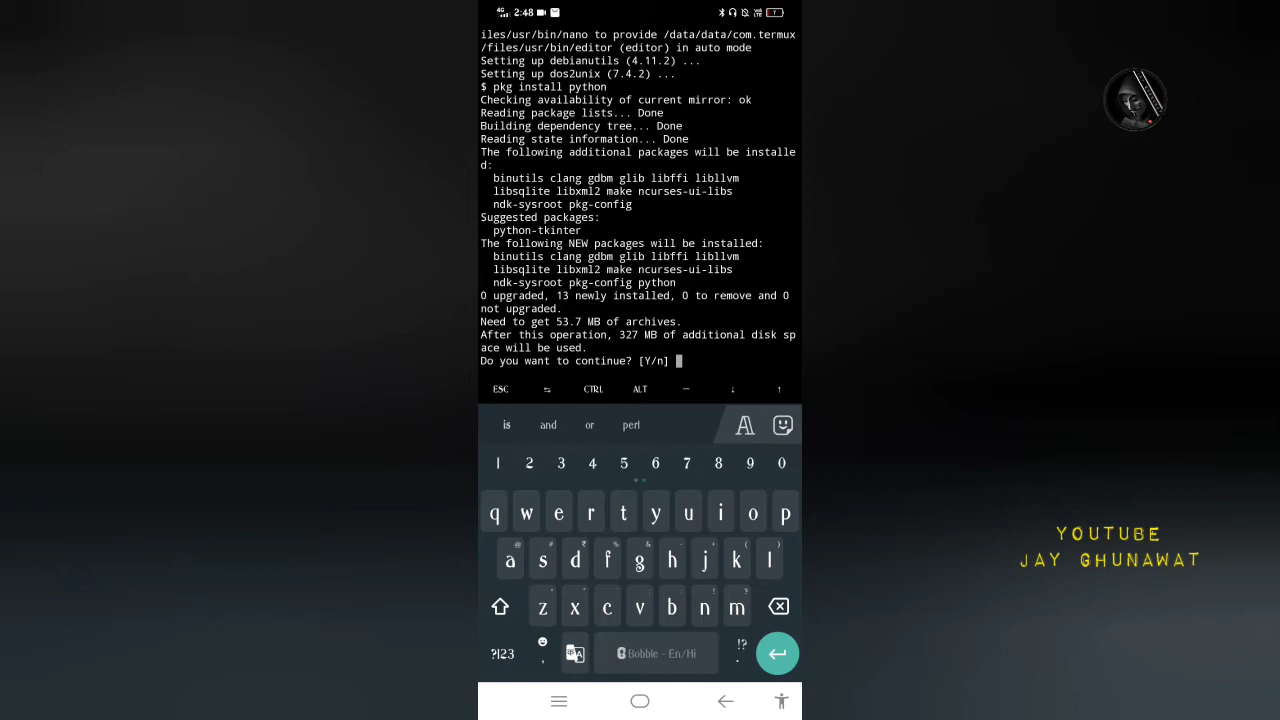 4G 2:48 7
iles/usr/bin/nano to provide /data/data/com.termux
/files/usr/bin/editor (editor) in auto mode
Setting up debianutils (4.11.2) ...
Setting up dos2unix (7.4.2) ...
$ pkg install python
Checking availability of current mirror: ok
Reading package lists... Done
Building dependency tree... Done
Reading state information... Done
The following additional packages will be installe
d:
binutils clang gdbm glib libffi libllvm
libsqlite libxml2 make ncurses-ui-libs
ndk-sysroot pkg-config
Suggested packages:
python-tkinter
The following NEW packages will be installed:
binutils clang gdbm glib libffi libllvm
libsqlite libxml2 make ncurses-ui-libs
ndk-sysroot pkg-config python
0 upgraded, 13 newly installed, 0 to remove and 0
not upgraded.
Need to get 53.7 MB of archives.
After this operation, 327 MB of additional disk sp
ace will be used.
Do you want to continue? [Y/n]
ESC CTRL ALT — ↓ ↑
is and or perl A
1 2 3 4 5 6 7 8 9 0
q w e r t y u i o p
@ # ₹ % & - + ( )
a s d f g h j k l
z x c v b n m
?123 , A Bobble - En/Hi !? .
YOUTUBE
JAY GHUNAWAT